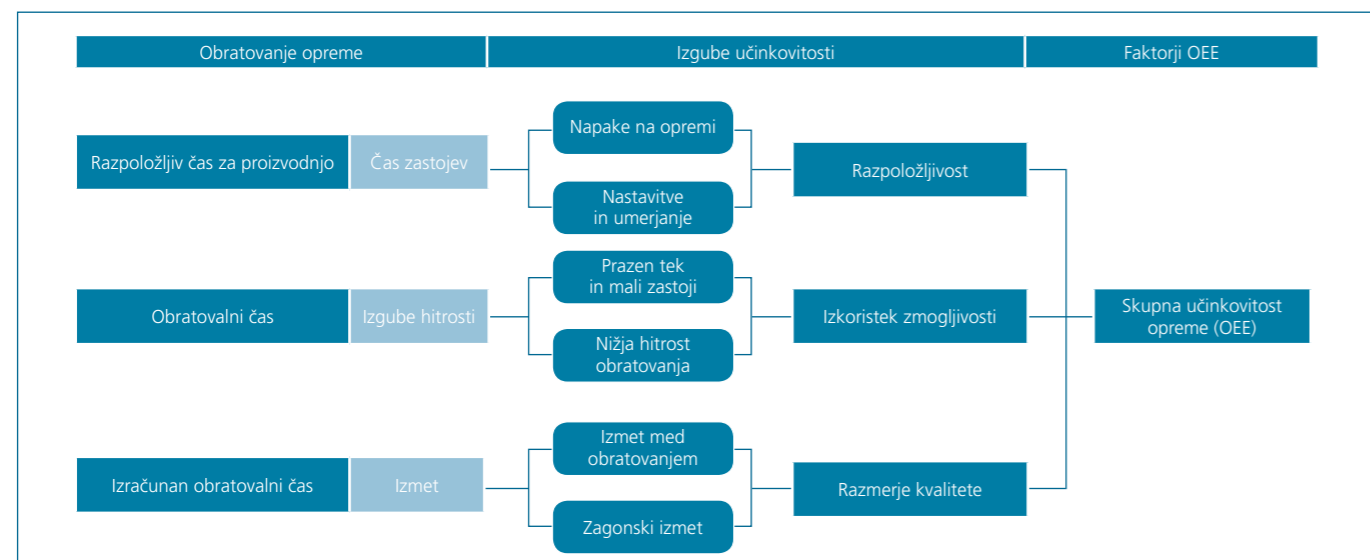 Obratovanje opreme
Izgube učinkovitosti
Faktorji OEE
Razpoložljiv čas za proizvodnjo
Čas zastojev
Napake na opremi
Nastavitve
in umerjanje
Razpoložljivost
Obratovalni čas
Izgube hitrosti
Prazen tek
in mali zastoji
Nižja hitrost
obratovanja
Izkoristek zmogljivosti
Skupna učinkovitost
opreme (OEE)
Izračunan obratovalni čas
Izmet
Izmet med
obratovanjem
Zagonski izmet
Razmerje kvalitete